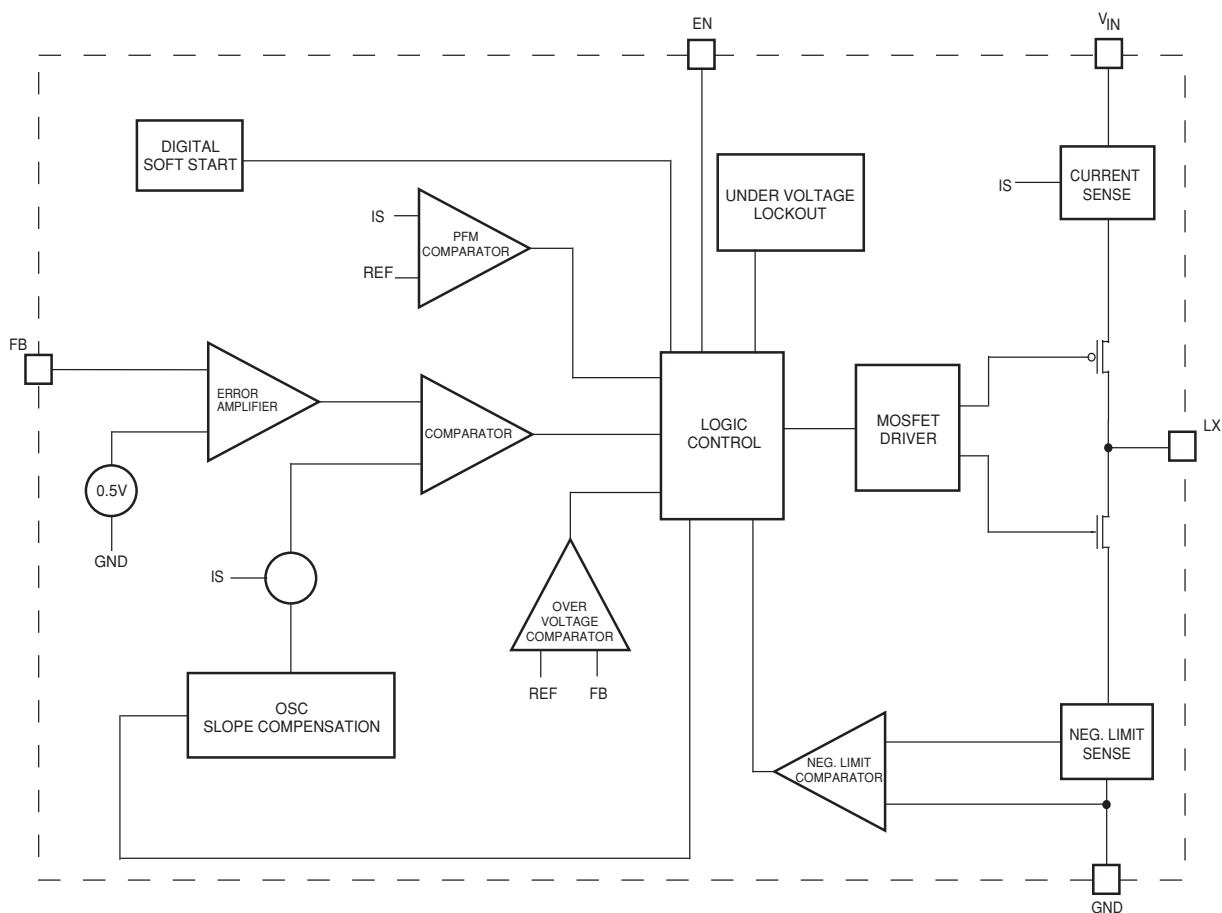 EN
VIN
DIGITAL
SOFT START
UNDER VOLTAGE
LOCKOUT
IS
CURRENT
SENSE
IS
PFM
COMPARATOR
REF
FB
ERROR
AMPLIFIER
COMPARATOR
LOGIC
CONTROL
MOSFET
DRIVER
LX
0.5V
GND
IS
OVER
VOLTAGE
COMPARATOR
REF
FB
OSC
SLOPE COMPENSATION
NEG. LIMIT
COMPARATOR
NEG. LIMIT
SENSE
GND